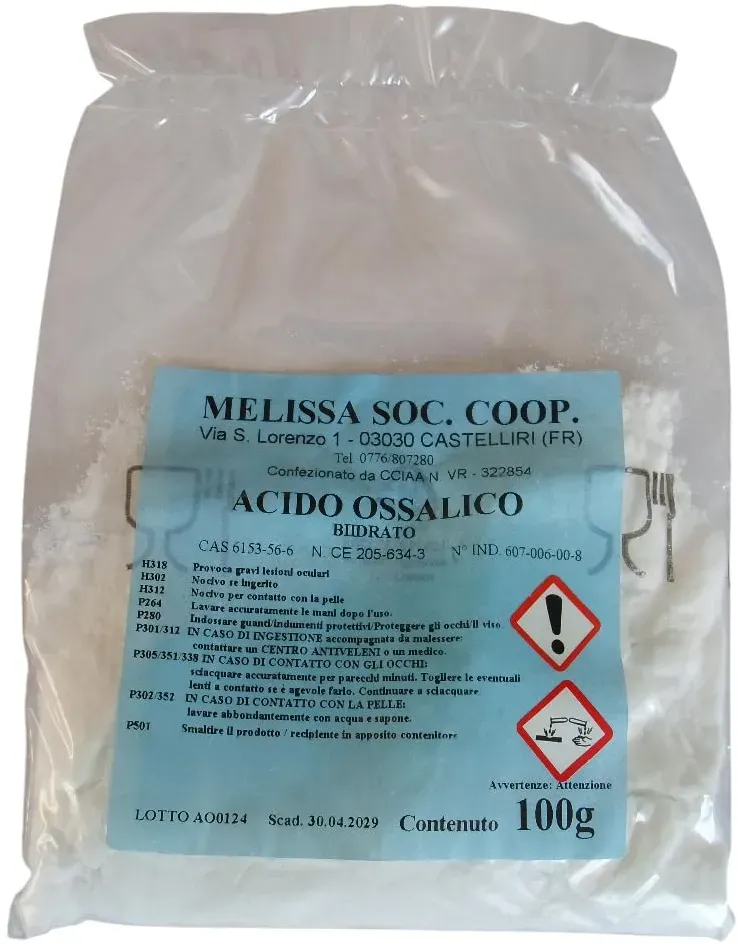 MELISSA SOC. COOP.
Via S. Lorenzo 1 - 03030 CASTELLIRI (FR)
Tel 0776/807280
Confezionato da CCIAA N. VR - 322854
ACIDO OSSALICO
BIIDRATO
CAS 6153-56-6 N. CE 205-634-3 N° IND. 607-006-00-8
H318 Provoca gravi lesioni oculari
H302 Nocivo se ingerito
H312 Nocivo per contatto con la pelle
P264 Lavare accuratamente le mani dopo l'uso.
P280 Indossare guanti/indumenti protettivi/Proteggere gli occhi/il viso
P301/312 IN CASO DI INGESTIONE accompagnata da malessere:
contattare un CENTRO ANTIVELENI o un medico.
P305/351/338 IN CASO DI CONTATTO CON GLI OCCHI:
sciacquare accuratamente per parecchi minuti. Togliere le eventuali
lenti a contatto se è agevole farlo. Continuare a sciacquare
P302/352 IN CASO DI CONTATTO CON LA PELLE:
lavare abbondantemente con acqua e sapone.
P501 Smaltire il prodotto / recipiente in apposito contenitore
Avvertenze: Attenzione
LOTTO AO0124 Scad. 30.04.2029 Contenuto 100g